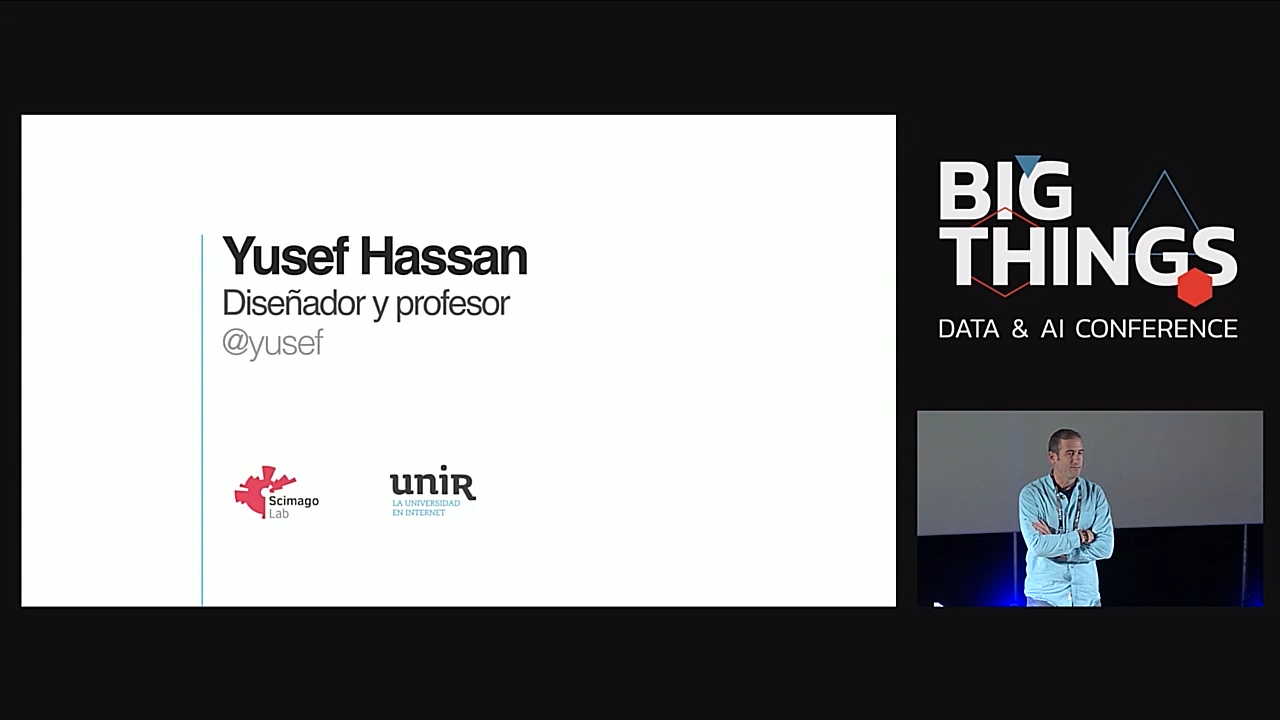 Yusef Hassan
Diseñador y profesor
@yusef
Scimago
Lab
unir
LA UNIVERSIDAD
EN INTERNET
BIG
THINGS
DATA & AI CONFERENCE